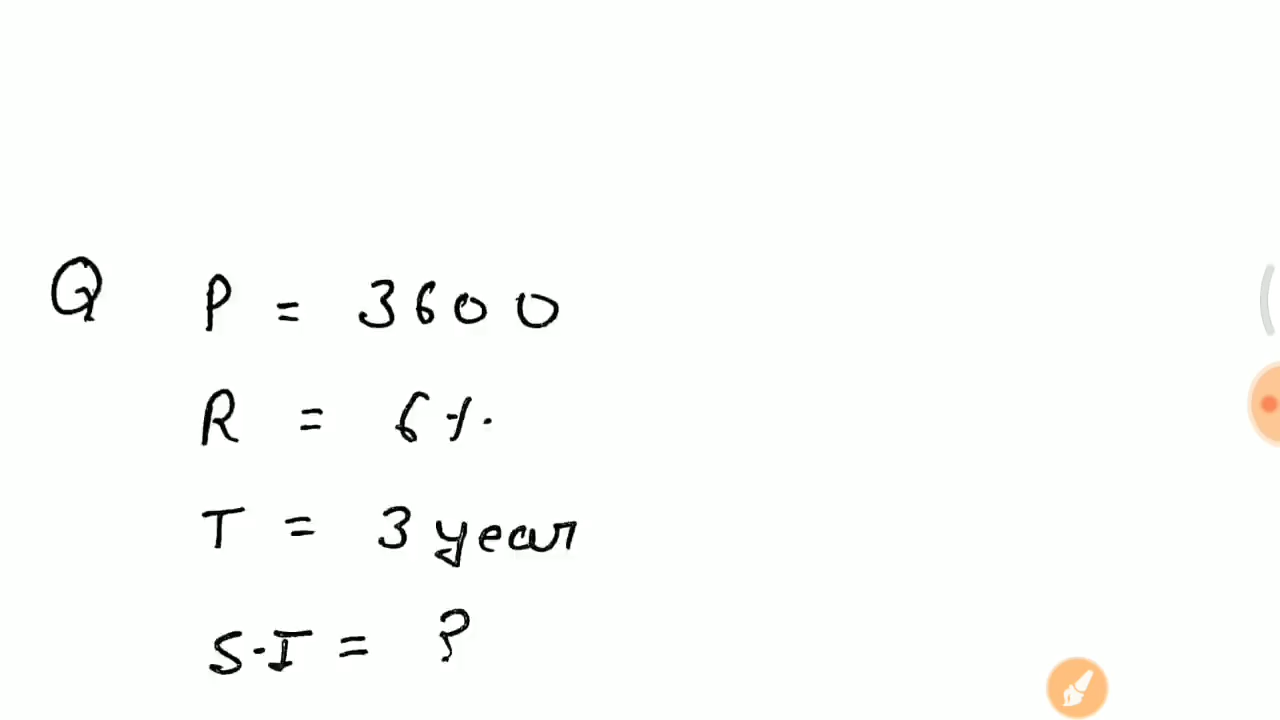 Q P = 3600
R = 6%
T = 3 year
S.I = ?